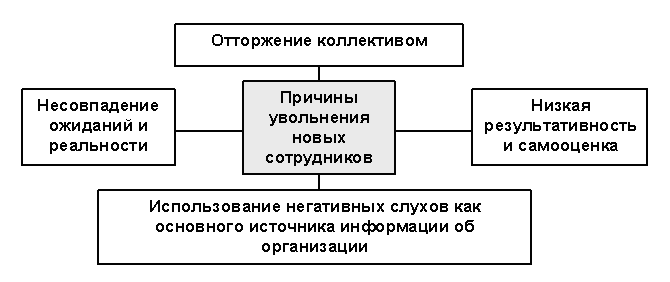 Отторжение коллективом
Несовпадение
ожиданий и
реальности
Причины
увольнения
новых
сотрудников
Низкая
результативность
и самооценка
Использование негативных слухов как
основного источника информации об
организации